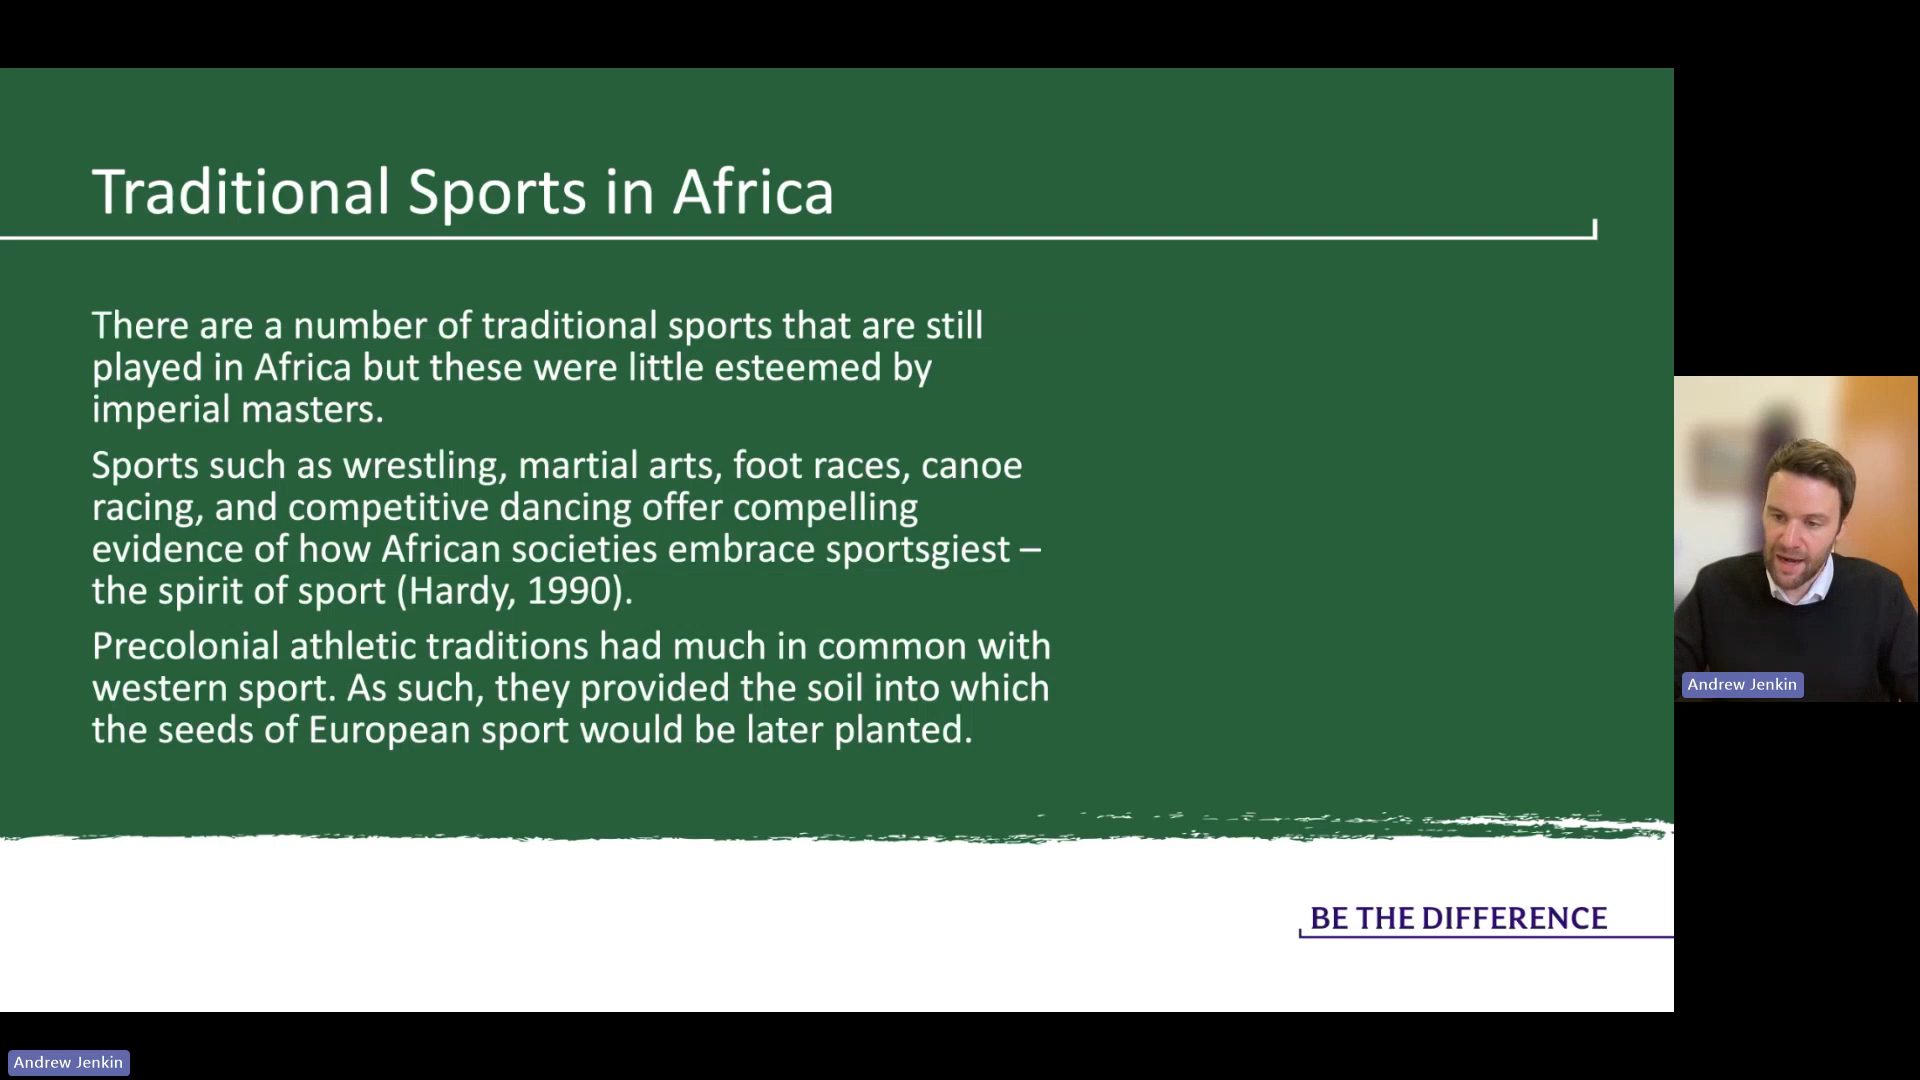 Traditional Sports in Africa
There are a number of traditional sports that are still
played in Africa but these were little esteemed by
imperial masters.
Sports such as wrestling, martial arts, foot races, canoe
racing, and competitive dancing offer compelling
evidence of how African societies embrace sportsgiest –
the spirit of sport (Hardy, 1990).
Precolonial athletic traditions had much in common with
western sport. As such, they provided the soil into which
the seeds of European sport would be later planted.
BE THE DIFFERENCE
Andrew Jenkin
Andrew Jenkin